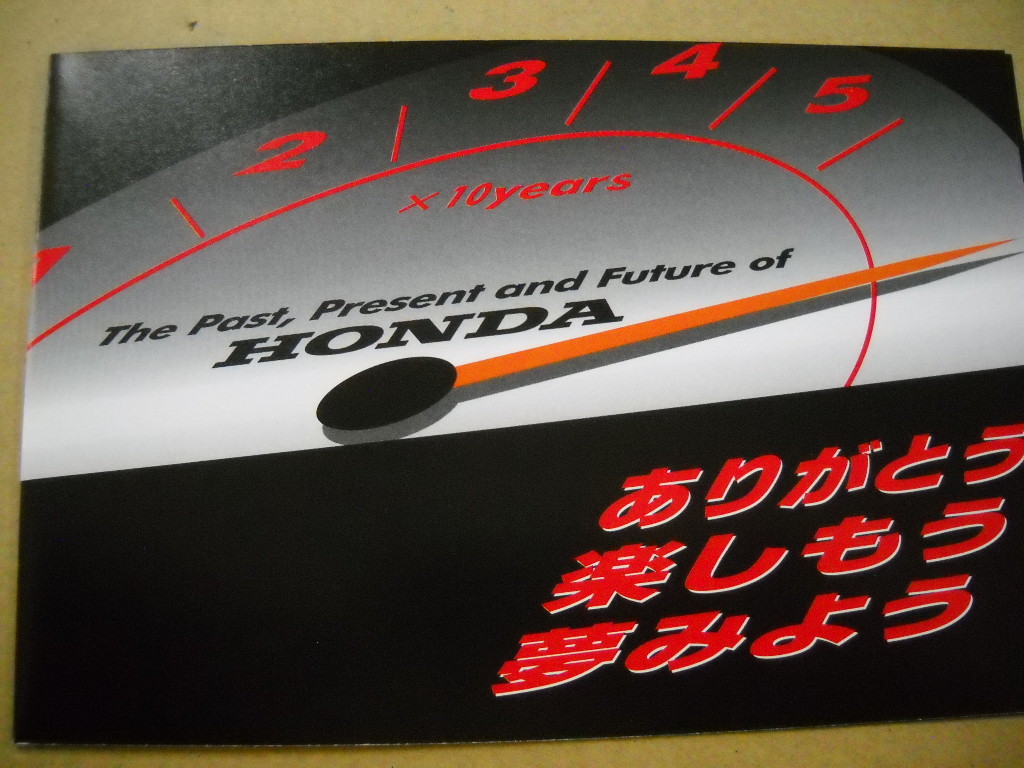 1
2
3
4
5
×10years
The Past, Present and Future of
HONDA
ありがとう
楽しもう
夢みよう